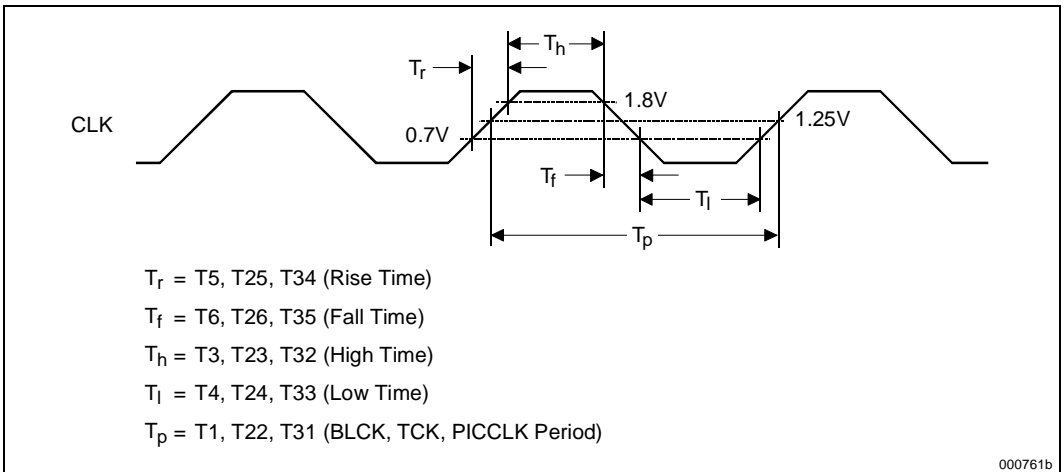 Th
Tr
1.8V
CLK
1.25V
0.7V
Tf
Tl
Tp
Tr = T5, T25, T34 (Rise Time)
Tf = T6, T26, T35 (Fall Time)
Th = T3, T23, T32 (High Time)
Tl = T4, T24, T33 (Low Time)
Tp = T1, T22, T31 (BLCK, TCK, PICCLK Period)
000761b